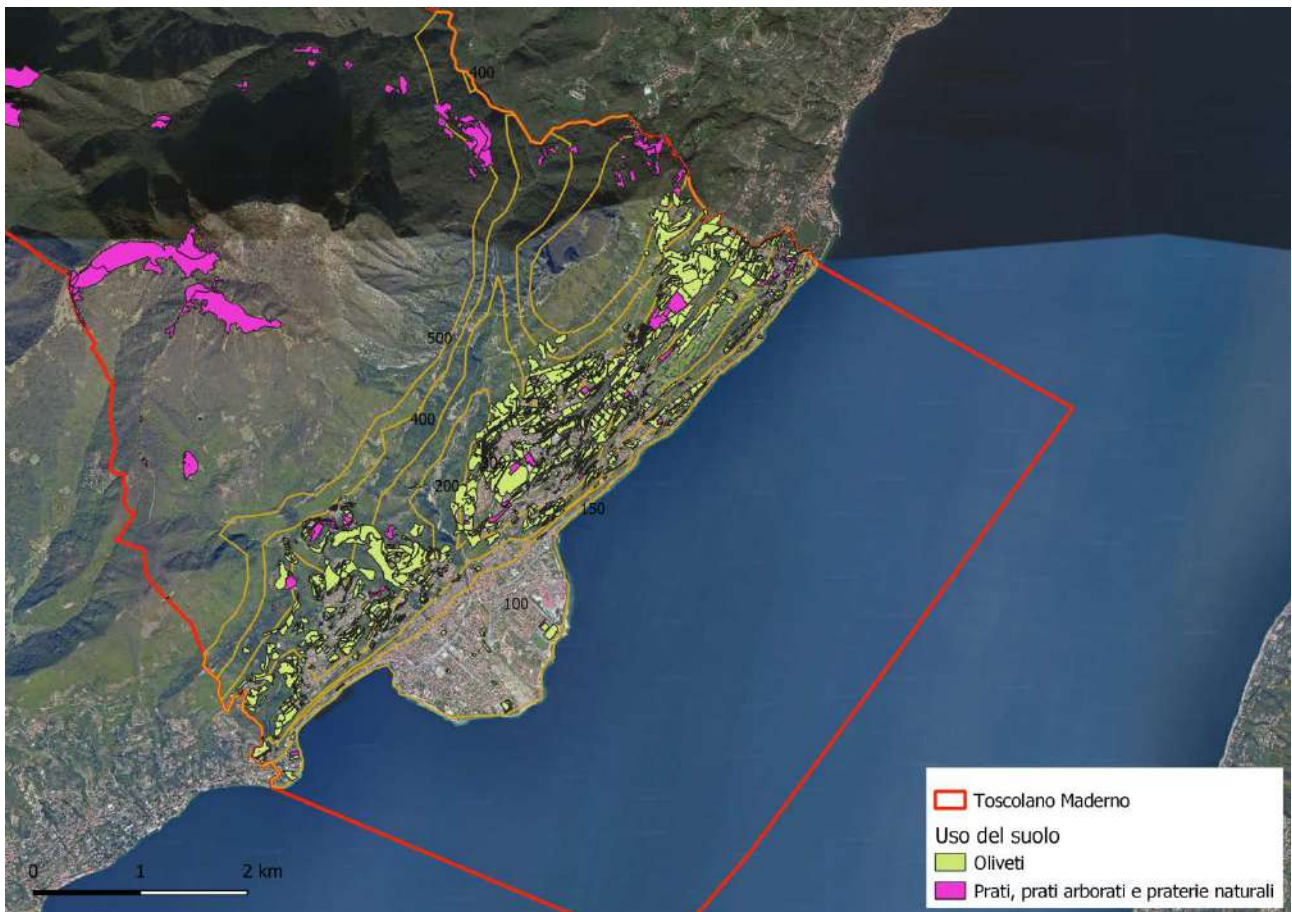 400
500
400
200
150
100
0 1 2 km
Toscolano Maderno
Uso del suolo
Oliveti
Prati, prati arborati e praterie naturali